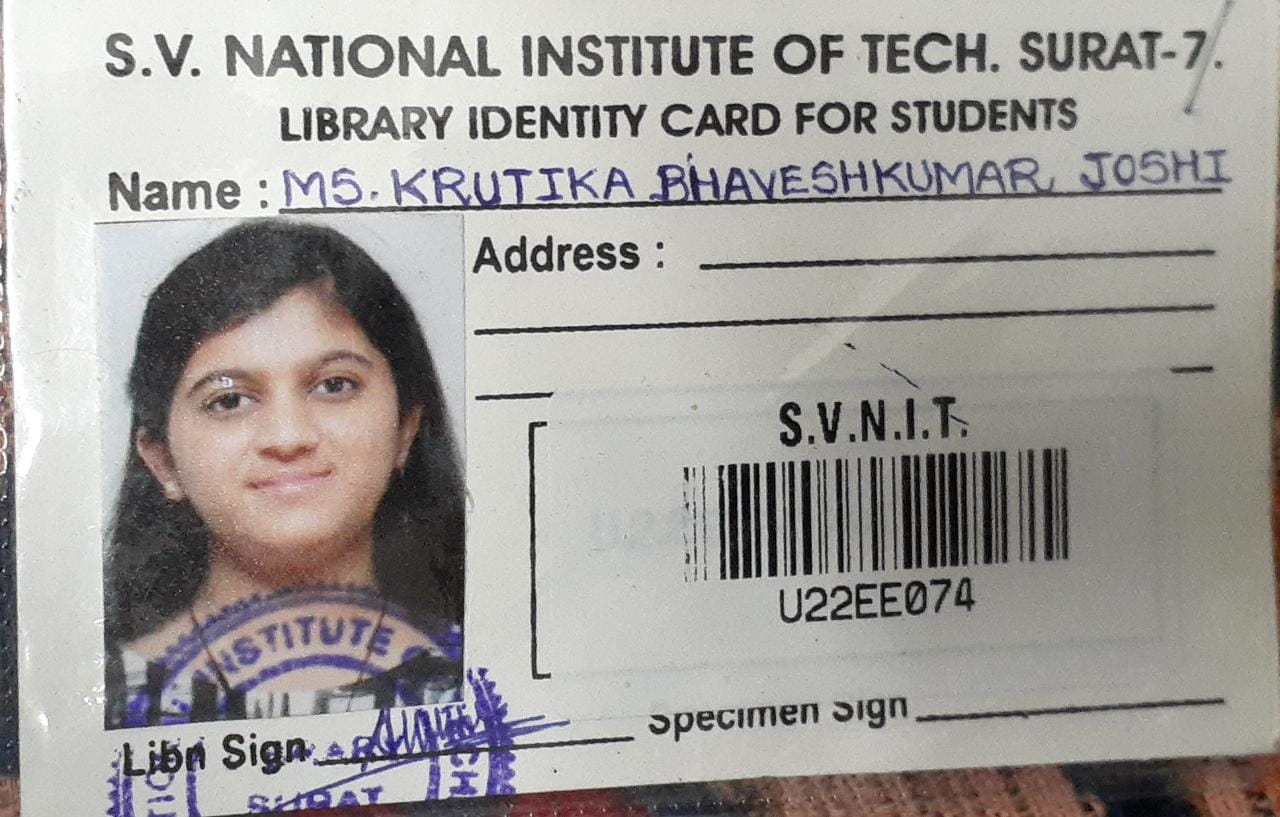 S.V. NATIONAL INSTITUTE OF TECH. SURAT-7.
LIBRARY IDENTITY CARD FOR STUDENTS
Name : MS. KRUTIKA BHAVESHKUMAR JOSHI
Address :
S.V.N.I.T.
U22EE074
INSTITUTE
Libn Sign
Specimen Sign
SURAT